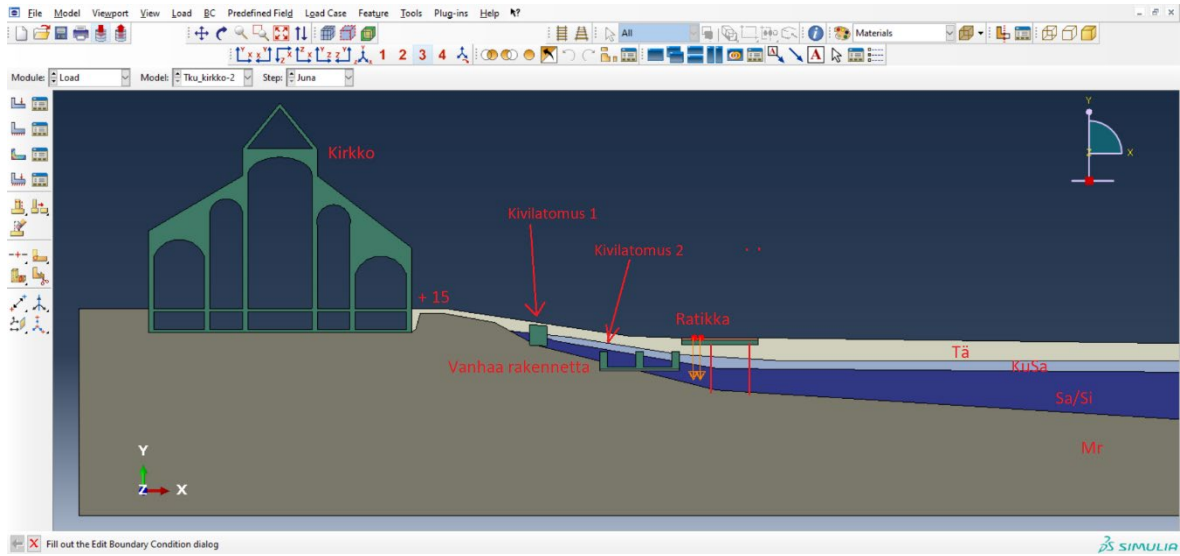 File Model Viewport View Load BC Predefined Field Load Case Feature Tools Plug-ins Help
All
Materials
1 2 3 4
A
Module: Load Model: Tku_kirkko-2 Step: Juna
Y
X
Z
Kirkko
Kivilatomus 1
Kivilatomus 2
+ 15
Ratikka
Tä
Vanhaa rakennetta
KuSa
Sa/Si
Mr
Y
Z X
Fill out the Edit Boundary Condition dialog
SIMULIA